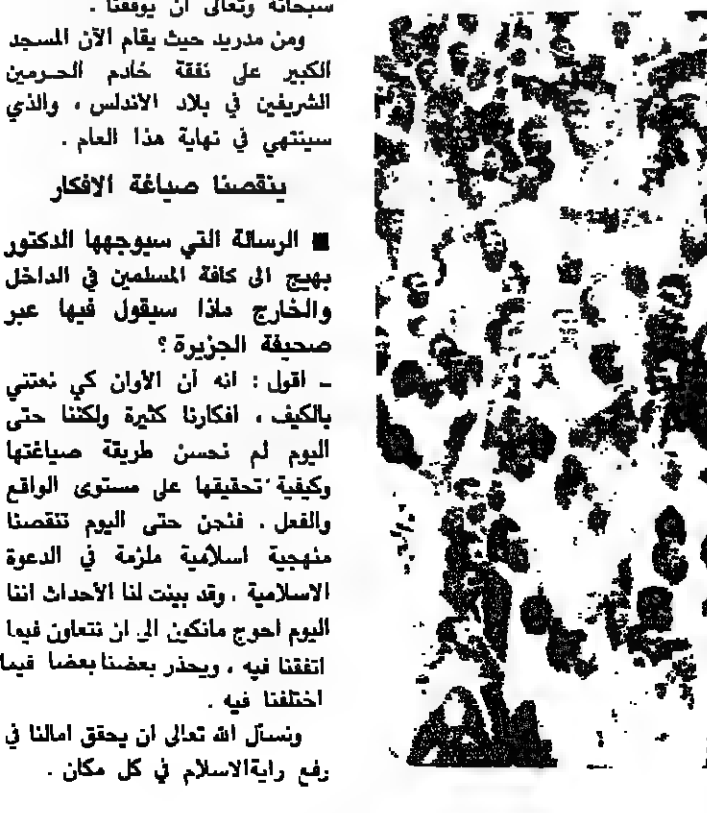 سبحانه وتعالى أن يوفقنا .
ومن مدريد حيث يقام الآن المسجد
الكبير على نفقة خادم الحرمين
الشريفين في بلاد الاندلس ، والذي
سينتهي في نهاية هذا العام .
ينقصنا صياغة الافكار
■ الرسالة التي سيوجهها الدكتور
بهيج الى كافة المسلمين في الداخل
والخارج ماذا سيقول فيها عبر
صحيفة الجزيرة ؟
ـ اقول : انه آن الأوان كي نعتني
بالكيف ، افكارنا كثيرة ولكننا حتى
اليوم لم نحسن طريقة صياغتها
وكيفية تحقيقها على مستوى الواقع
والفعل . فنحن حتى اليوم تنقصنا
منهجية اسلامية ملزمة في الدعوة
الاسلامية . وقد بينت لنا الأحداث اننا
اليوم احوج مانكون الى ان نتعاون فيما
اتفقنا فيه ، ويحذر بعضنا بعضا فيما
اختلفنا فيه .
ونسأل الله تعالى ان يحقق امالنا في
رفع راية الاسلام في كل مكان .